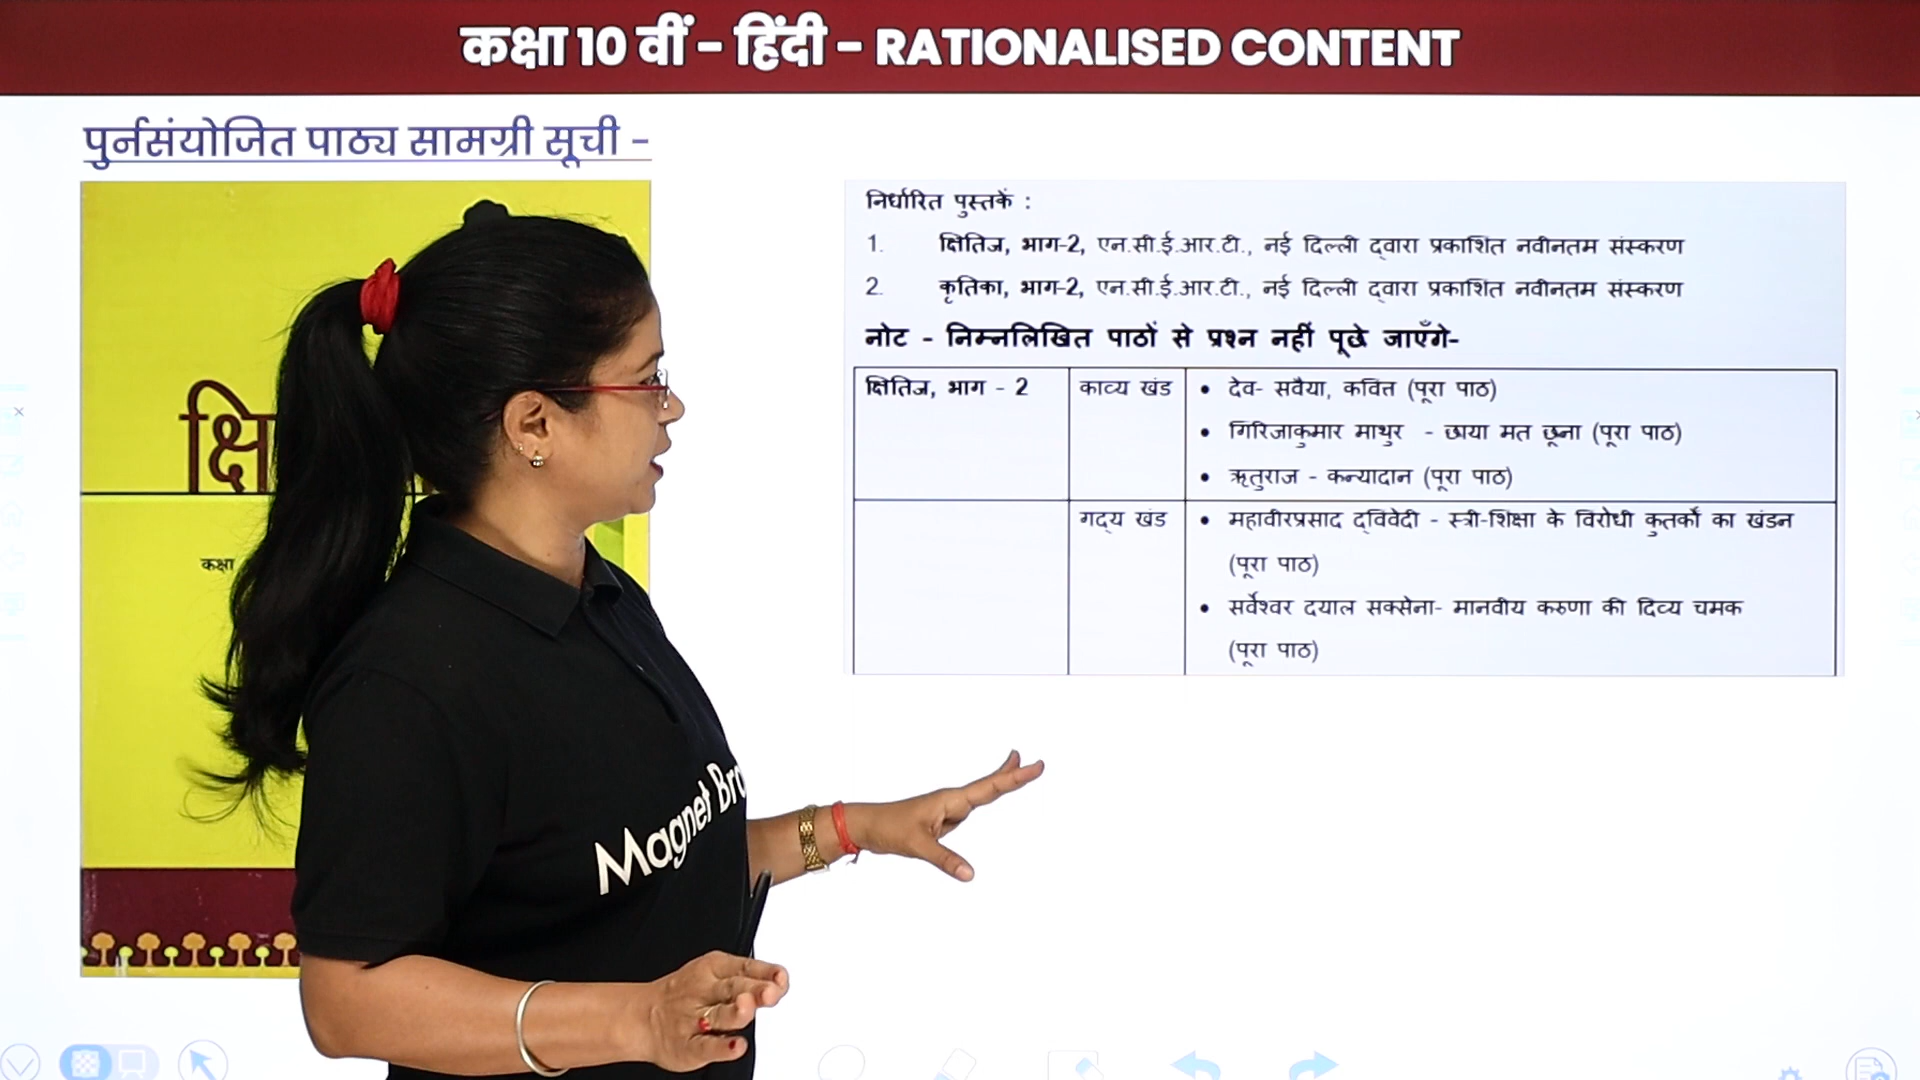 कक्षा 10 वीं - हिंदी - RATIONALISED CONTENT
पुर्नसंयोजित पाठ्य सामग्री सूची -
निर्धारित पुस्तकें :
1. क्षितिज, भाग-2, एन.सी.ई.आर.टी., नई दिल्ली द्वारा प्रकाशित नवीनतम संस्करण
2. कृतिका, भाग-2, एन.सी.ई.आर.टी., नई दिल्ली द्वारा प्रकाशित नवीनतम संस्करण
नोट - निम्नलिखित पाठों से प्रश्न नहीं पूछे जाएँगे-
क्षितिज, भाग - 2 काव्य खंड • देव- सवैया, कवित्त (पूरा पाठ)
• गिरिजाकुमार माथुर - छाया मत छूना (पूरा पाठ)
• ऋतुराज - कन्यादान (पूरा पाठ)
गद्य खंड • महावीरप्रसाद द्विवेदी - स्त्री-शिक्षा के विरोधी कुतर्कों का खंडन
(पूरा पाठ)
• सर्वेश्वर दयाल सक्सेना- मानवीय करुणा की दिव्य चमक
(पूरा पाठ)
क्षि
कक्षा
Magnet Bra